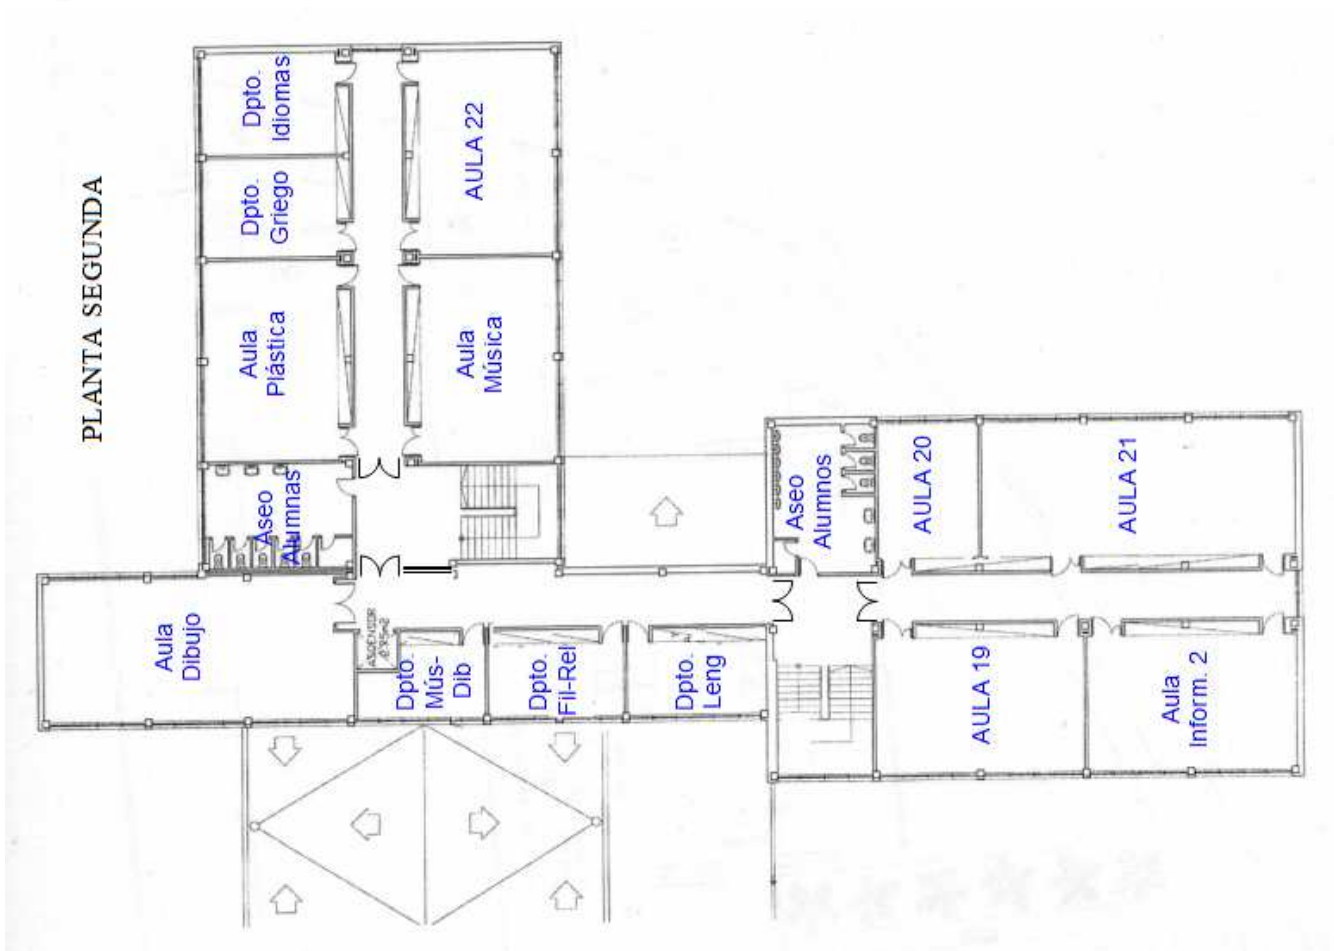 PLANTA SEGUNDA
Dpto.
Idiomas
Dpto.
Griego
Aula
Plástica
Aseo
Alumnas
AULA 22
Aula
Música
Aula
Dibujo
ASCENSOR
Dpto.
Mús-
Dib
Dpto.
Fil-Rel
Dpto.
Leng
Aseo
Alumnos
AULA 20
AULA 21
AULA 19
Aula
Inform. 2